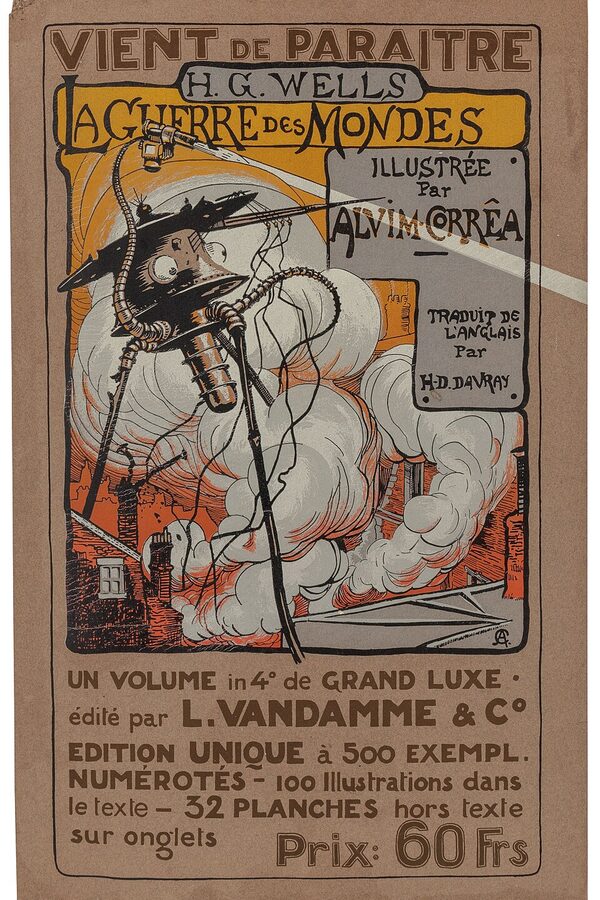 VIENT DE PARAITRE
H. G. WELLS
LA GUERRE DES MONDES
ILLUSTRÉE
Par
ALVIM-CORRÊA
TRADUIT DE
L'ANGLAIS
Par
H-D. DAVRAY
UN VOLUME in 4° de GRAND LUXE •
édité par L. VANDAMME & C°
EDITION UNIQUE à 500 EXEMPL.
NUMÉROTÉS - 100 Illustrations dans
le texte - 32 PLANCHES hors texte
sur onglets
Prix: 60 Frs